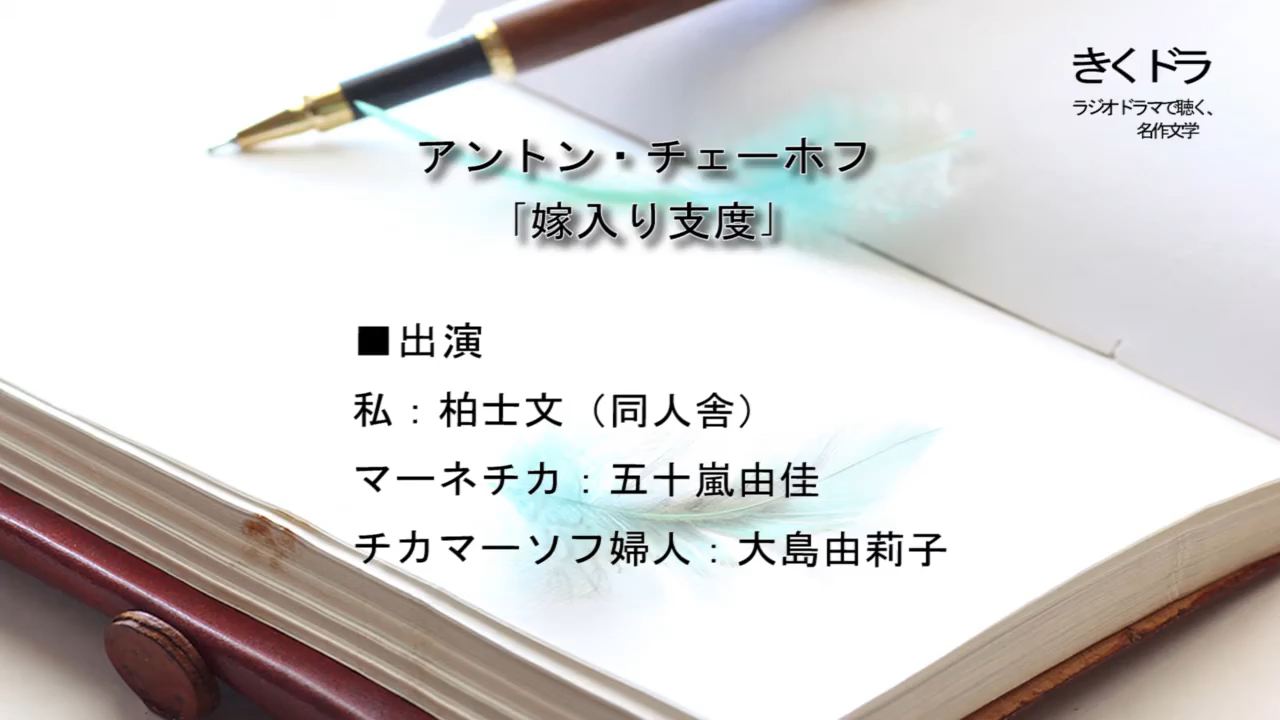 きくドラ
ラジオドラマで聴く、
名作文学
アントン・チェーホフ
「嫁入り支度」
■出演
私：柏士文（同人舎）
マーネチカ：五十嵐由佳
チカマーソフ婦人：大島由莉子